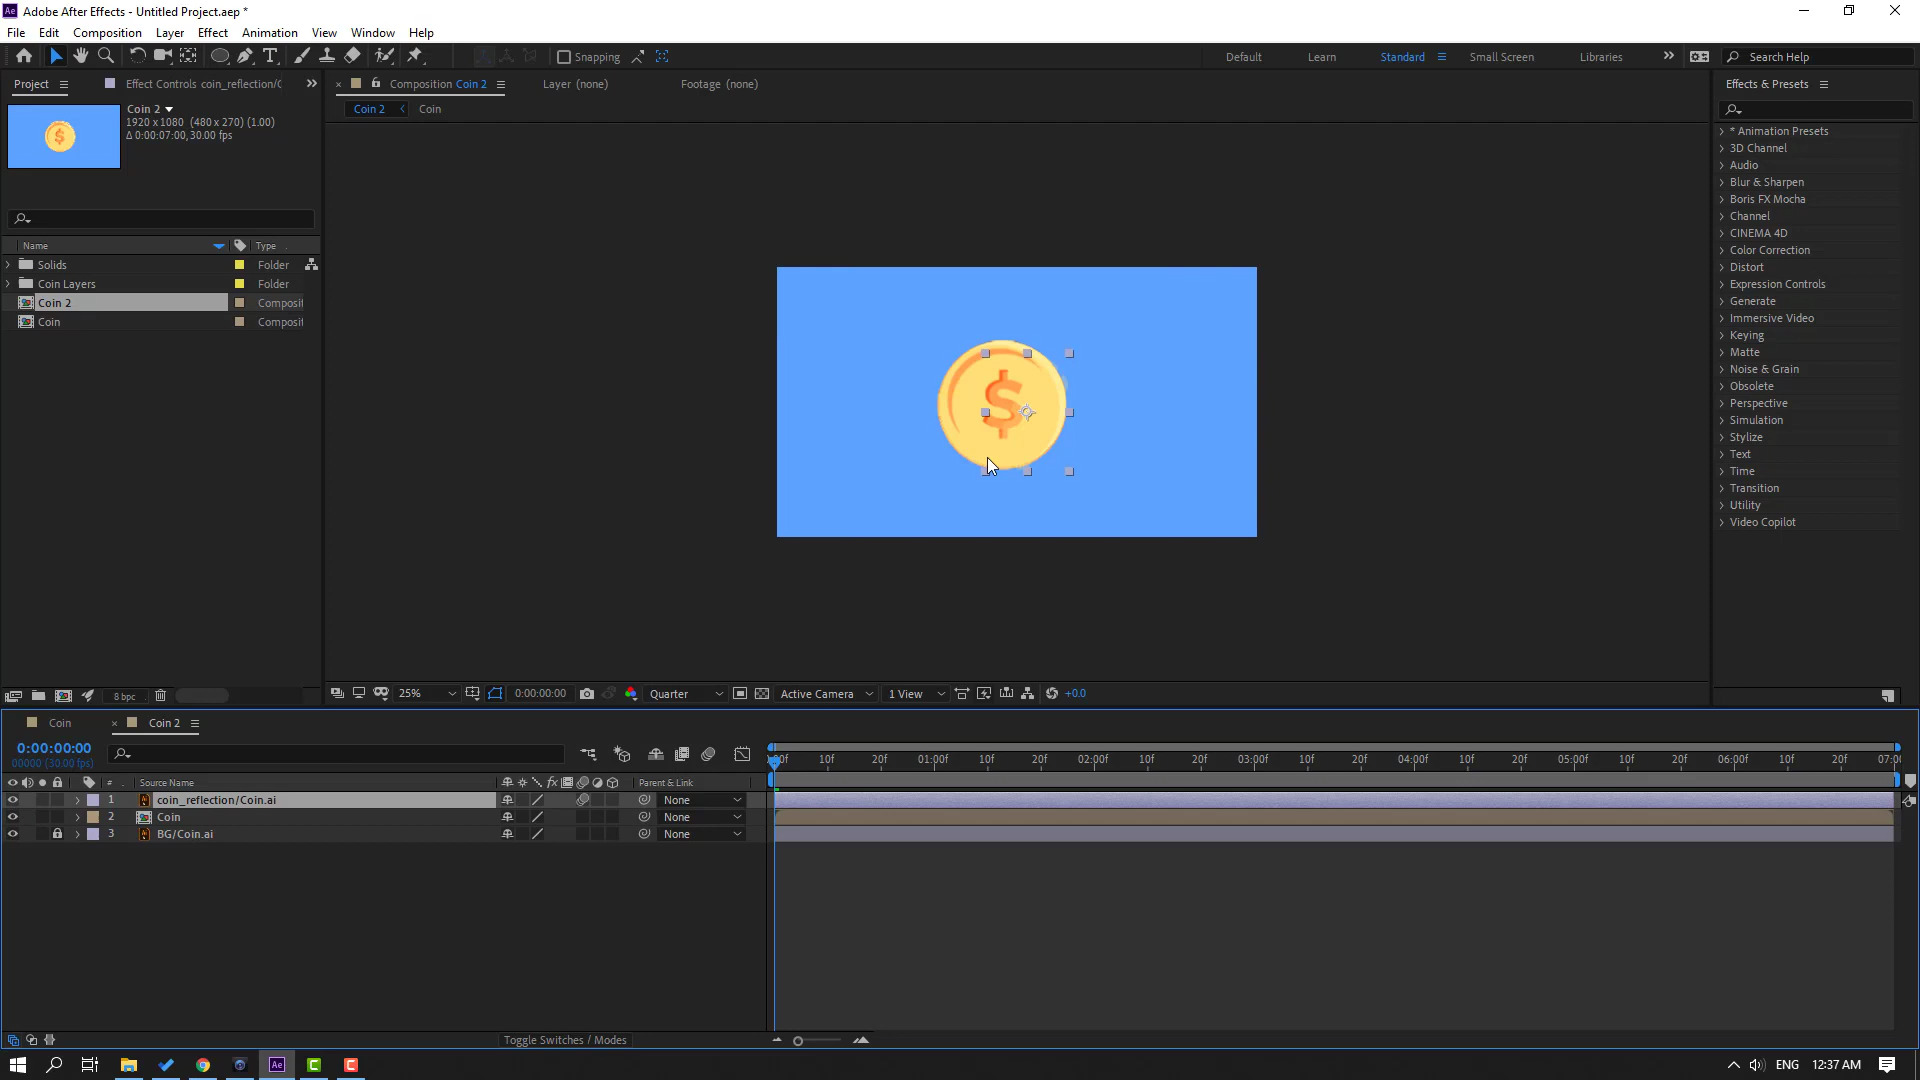 Ae Adobe After Effects - Untitled Project.aep *
File Edit Composition Layer Effect Animation View Window Help
Snapping Default Learn Standard Small Screen Libraries Search Help
Project Effect Controls coin_reflection/C Composition Coin 2 Layer (none) Footage (none) Effects & Presets
Coin 2 Coin
Coin 2
1920 x 1080 (480 x 270) (1.00)
Δ 0:00:07:00, 30.00 fps
Name Type
Solids Folder
Coin Layers Folder
Coin 2 Composit
Coin Composit
$
* Animation Presets
3D Channel
Audio
Blur & Sharpen
Boris FX Mocha
Channel
CINEMA 4D
Color Correction
Distort
Expression Controls
Generate
Immersive Video
Keying
Matte
Noise & Grain
Obsolete
Perspective
Simulation
Stylize
Text
Time
Transition
Utility
Video Copilot
8 bpc 25% 0:00:00:00 Quarter Active Camera 1 View +0.0
Coin Coin 2
0:00:00:00
00000 (30.00 fps)
:00f 10f 20f 01:00f 10f 20f 02:00f 10f 20f 03:00f 10f 20f 04:00f 10f 20f 05:00f 10f 20f 06:00f 10f 20f 07:00
# Source Name fx Parent & Link
1 coin_reflection/Coin.ai None
2 Coin None
3 BG/Coin.ai None
Toggle Switches / Modes
Ae C C ENG 12:37 AM